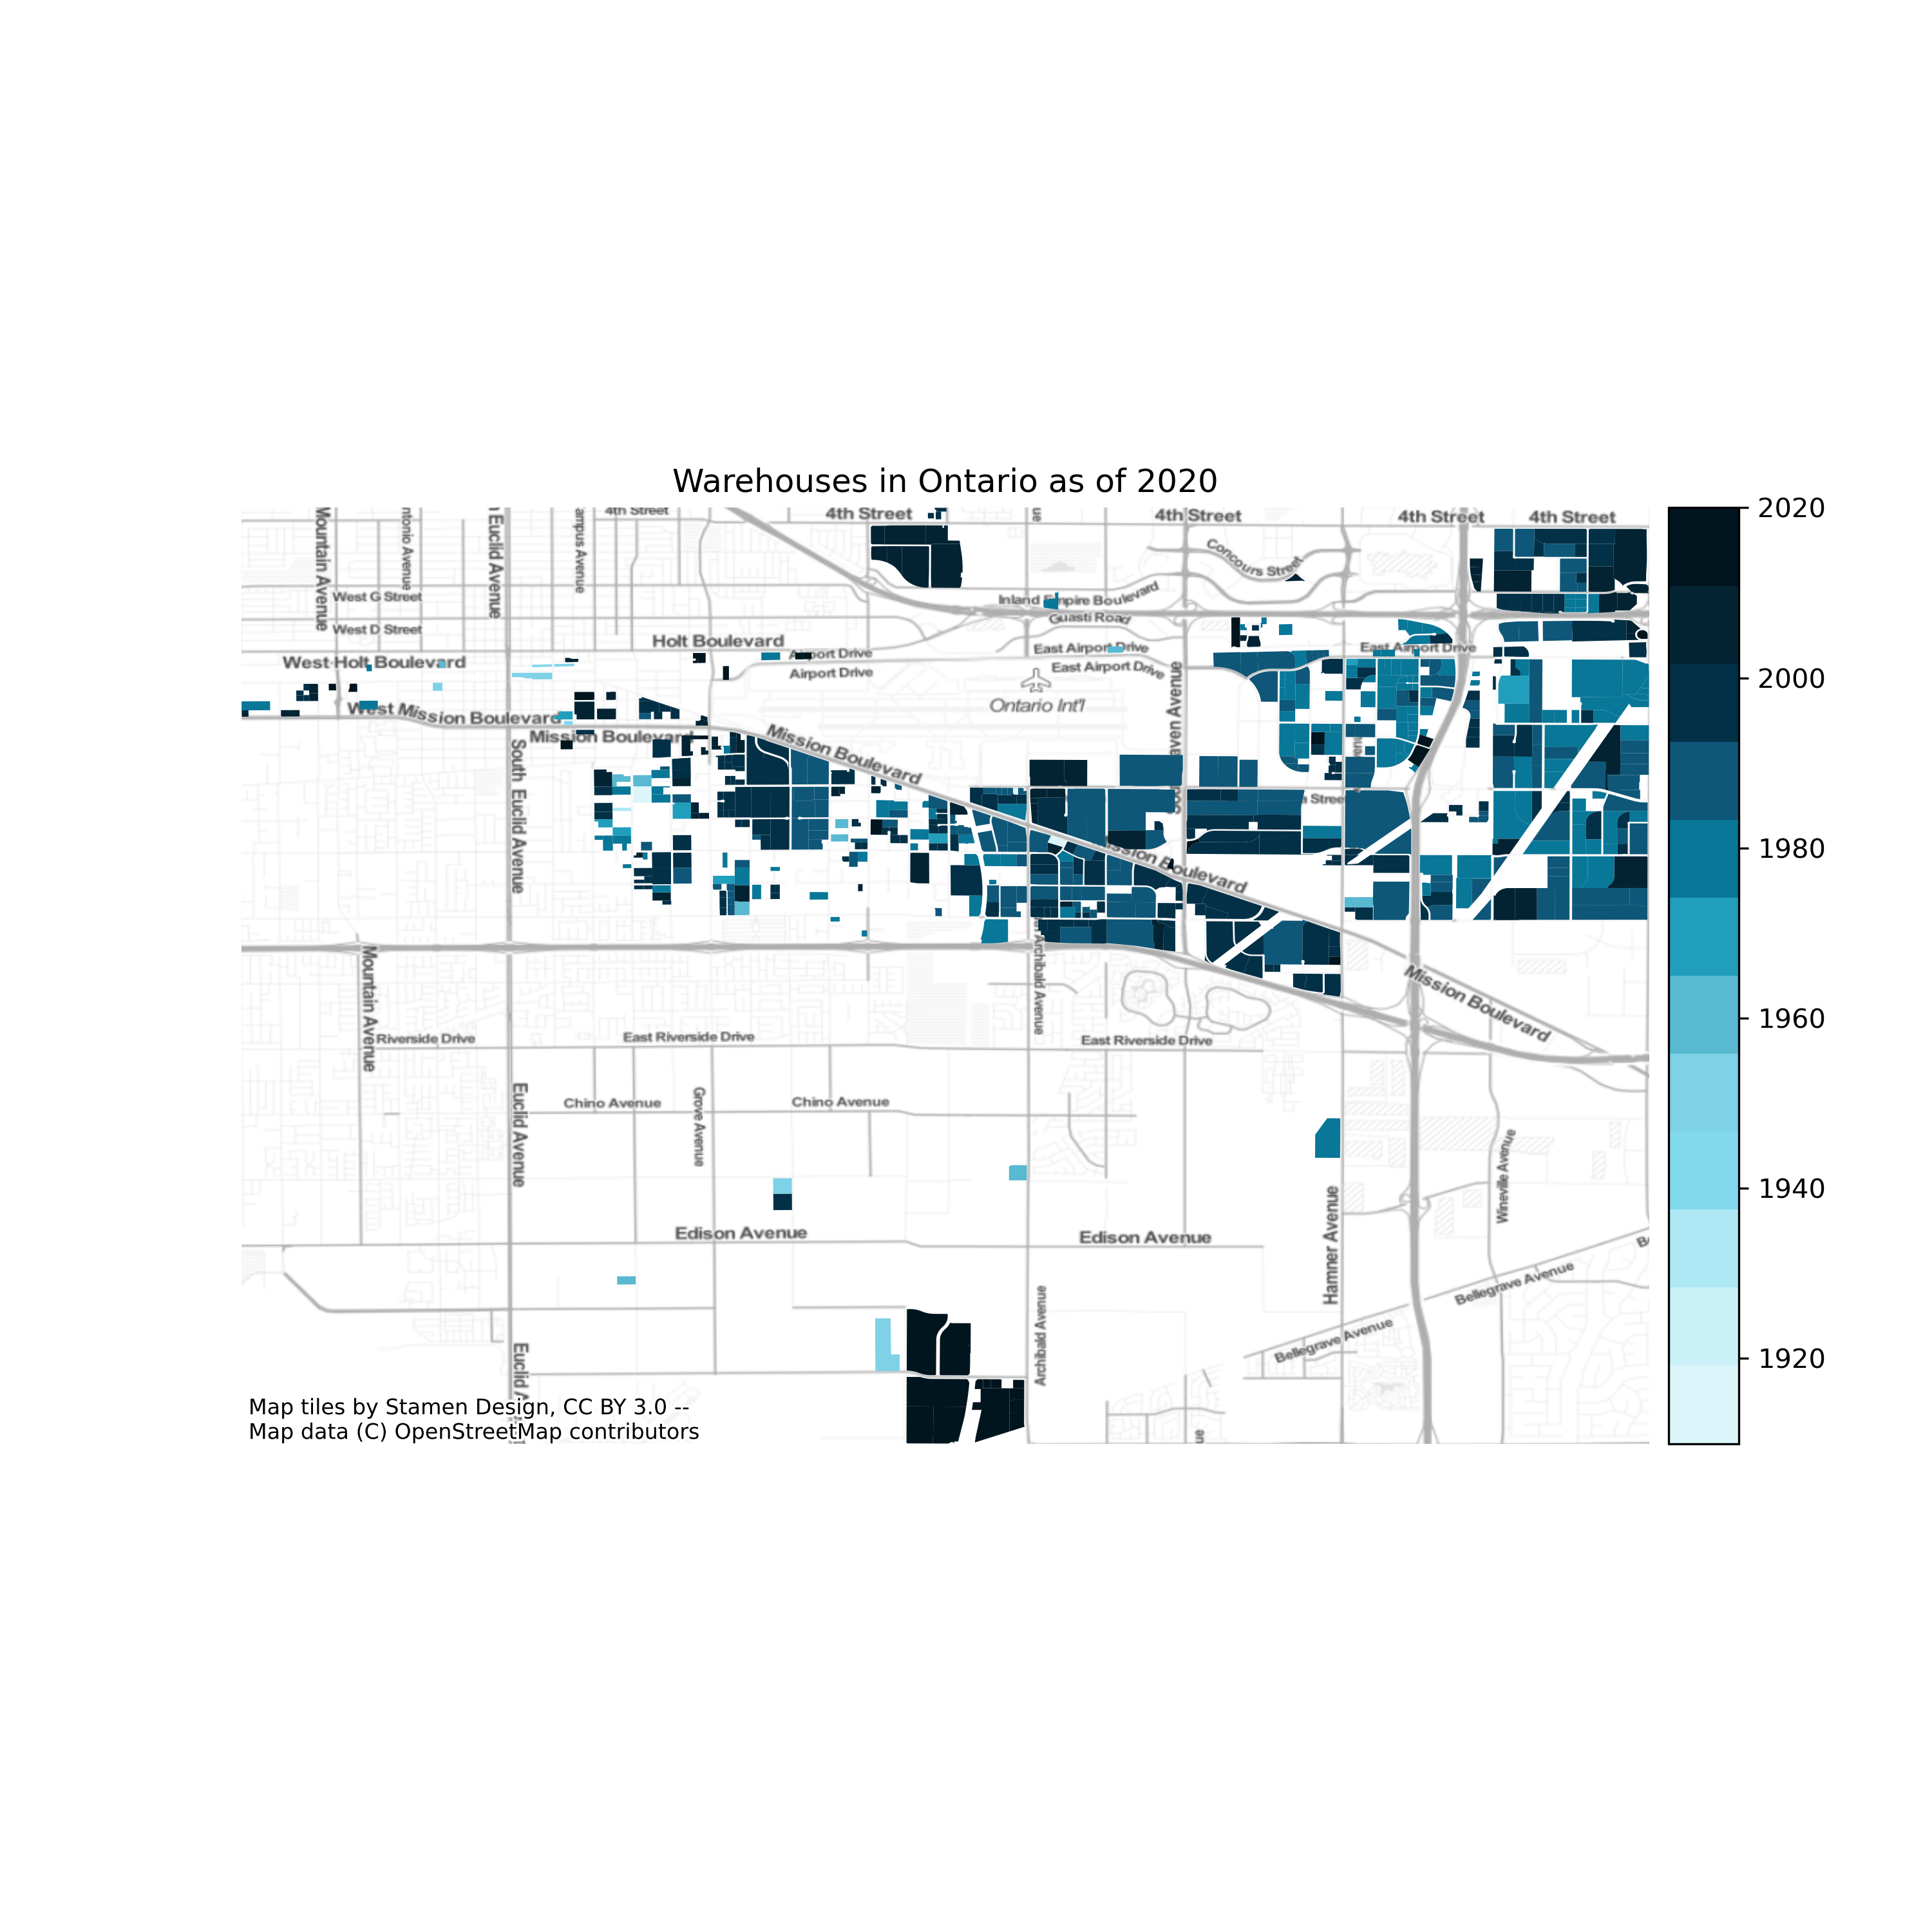 Warehouses in Ontario as of 2020
4th Street
4th Street
4th Street
4th Street
4th Street
Mountain Avenue
ntonio Avenue
Euclid Avenue
ampus Avenue
ue
Concours Street
West G Street
Inland Empire Boulevard
Guasti Road
West D Street
Holt Boulevard
East Airport Drive
East Airport Drive
Airport Drive
West Holt Boulevard
East Airport Drive
Airport Drive
Ontario Int'l
aven Avenue
West Mission Boulevard
Mission Boulevard
Mission Boulevard
South Euclid Avenue
Mission Boulevard
Archibald Avenue
Mountain Avenue
Mission Boulevard
Riverside Drive
East Riverside Drive
East Riverside Drive
Chino Avenue
Chino Avenue
Euclid Avenue
Grove Avenue
Wineville Avenue
Edison Avenue
Edison Avenue
Hamner Avenue
Bellegrave Avenue
Bellegrave Avenue
Archibald Avenue
Euclid A
ue
Map tiles by Stamen Design, CC BY 3.0 --
Map data (C) OpenStreetMap contributors
2020
2000
1980
1960
1940
1920